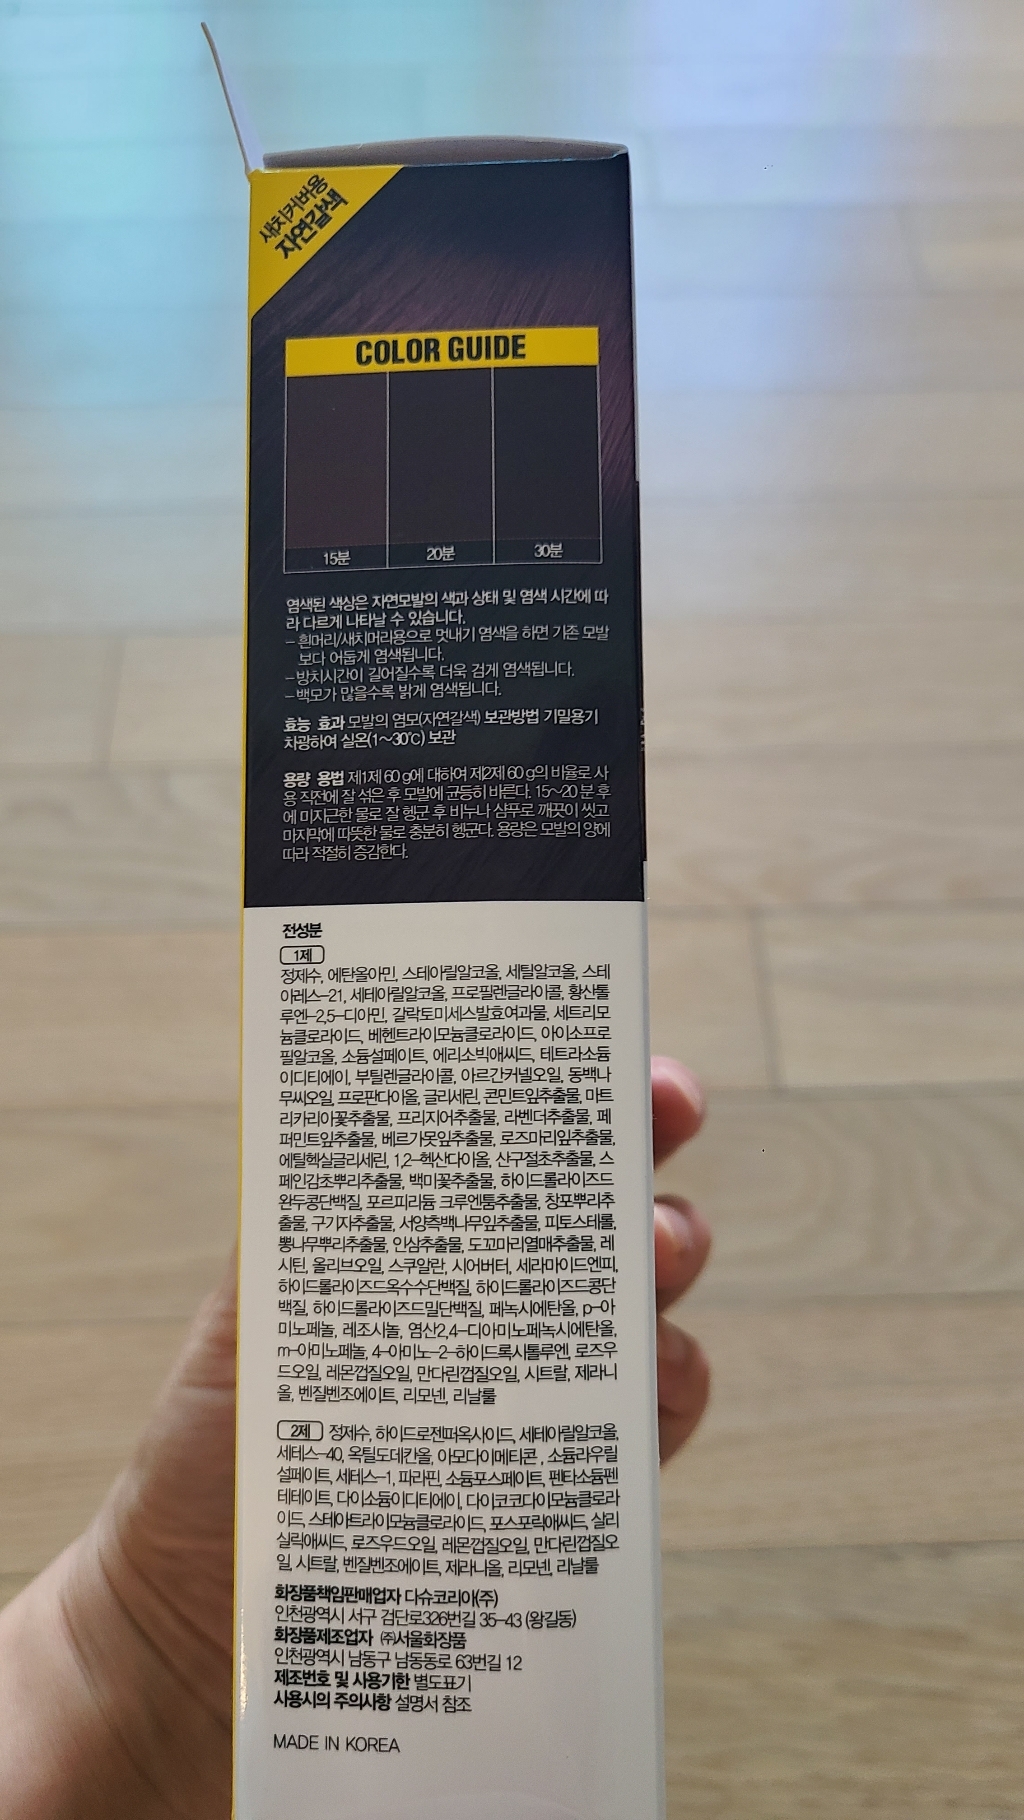 새치커버용
자연갈색
COLOR GUIDE
15분 20분 30분
염색된 색상은 자연모발의 색과 상태 및 염색 시간에 따
라 다르게 나타날 수 있습니다.
– 흰머리/새치머리용으로 멋내기 염색을 하면 기존 모발
보다 어둡게 염색됩니다.
– 방치시간이 길어질수록 더욱 검게 염색됩니다.
– 백모가 많을수록 밝게 염색됩니다.
효능 효과 모발의 염모(자연갈색) 보관방법 기밀용기
차광하여 실온(1~30℃) 보관
용량 용법 제1제 60 g에 대하여 제2제 60 g의 비율로 사
용 직전에 잘 섞은 후 모발에 균등히 바른다. 15~20 분 후
에 미지근한 물로 잘 헹군 후 비누나 샴푸로 깨끗이 씻고
마지막에 따뜻한 물로 충분히 헹군다. 용량은 모발의 양에
따라 적절히 증감한다.
전성분
1제
정제수, 에탄올아민, 스테아릴알코올, 세틸알코올, 스테
아레스–21, 세테아릴알코올, 프로필렌글라이콜, 황산톨
루엔–2,5–디아민, 갈락토미세스발효여과물, 세트리모
늄클로라이드, 베헨트라이모늄클로라이드, 아이소프로
필알코올, 소듐설페이트, 에리소빅애씨드, 테트라소듐
이디티에이, 부틸렌글라이콜, 아르간커넬오일, 동백나
무씨오일, 프로판다이올, 글리세린, 콘민트잎추출물, 마트
리카리아꽃추출물, 프리지어추출물, 라벤더추출물, 페
퍼민트잎추출물, 베르가못잎추출물, 로즈마리잎추출물,
에틸헥실글리세린, 1,2–헥산다이올, 산구절초추출물, 스
페인감초뿌리추출물, 백미꽃추출물, 하이드롤라이즈드
완두콩단백질, 포르피리듐 크루엔툼추출물, 창포뿌리추
출물, 구기자추출물, 서양측백나무잎추출물, 피토스테롤,
뽕나무뿌리추출물, 인삼추출물, 도꼬마리열매추출물, 레
시틴, 올리브오일, 스쿠알란, 시어버터, 세라마이드엔피,
하이드롤라이즈드옥수수단백질, 하이드롤라이즈드콩단
백질, 하이드롤라이즈드밀단백질, 페녹시에탄올, p–아
미노페놀, 레조시놀, 염산2,4–디아미노페녹시에탄올,
m–아미노페놀, 4–아미노–2–하이드록시톨루엔, 로즈우
드오일, 레몬껍질오일, 만다린껍질오일, 시트랄, 제라니
올, 벤질벤조에이트, 리모넨, 리날룰
2제 정제수, 하이드로젠퍼옥사이드, 세테아릴알코올,
세테스–40, 옥틸도데칸올, 아모다이메티콘 , 소듐라우릴
설페이트, 세테스–1, 파라핀, 소듐포스페이트, 펜타소듐펜
테테이트, 다이소듐이디티에이, 다이코코다이모늄클로라
이드, 스테아트라이모늄클로라이드, 포스포릭애씨드, 살리
실릭애씨드, 로즈우드오일, 레몬껍질오일, 만다린껍질오
일, 시트랄, 벤질벤조에이트, 제라니올, 리모넨, 리날룰
화장품책임판매업자 다슈코리아(주)
인천광역시 서구 검단로326번길 35–43 (왕길동)
화장품제조업자 ㈜서울화장품
인천광역시 남동구 남동동로 63번길 12
제조번호 및 사용기한 별도표기
사용시의 주의사항 설명서 참조
MADE IN KOREA